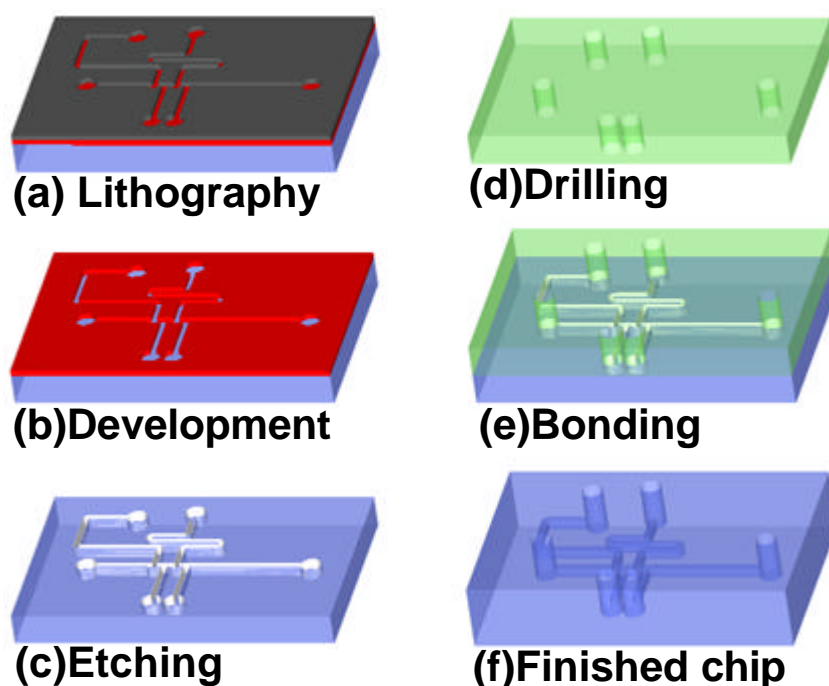 (a) Lithography
(d)Drilling
(b)Development
(e)Bonding
(c)Etching
(f)Finished chip